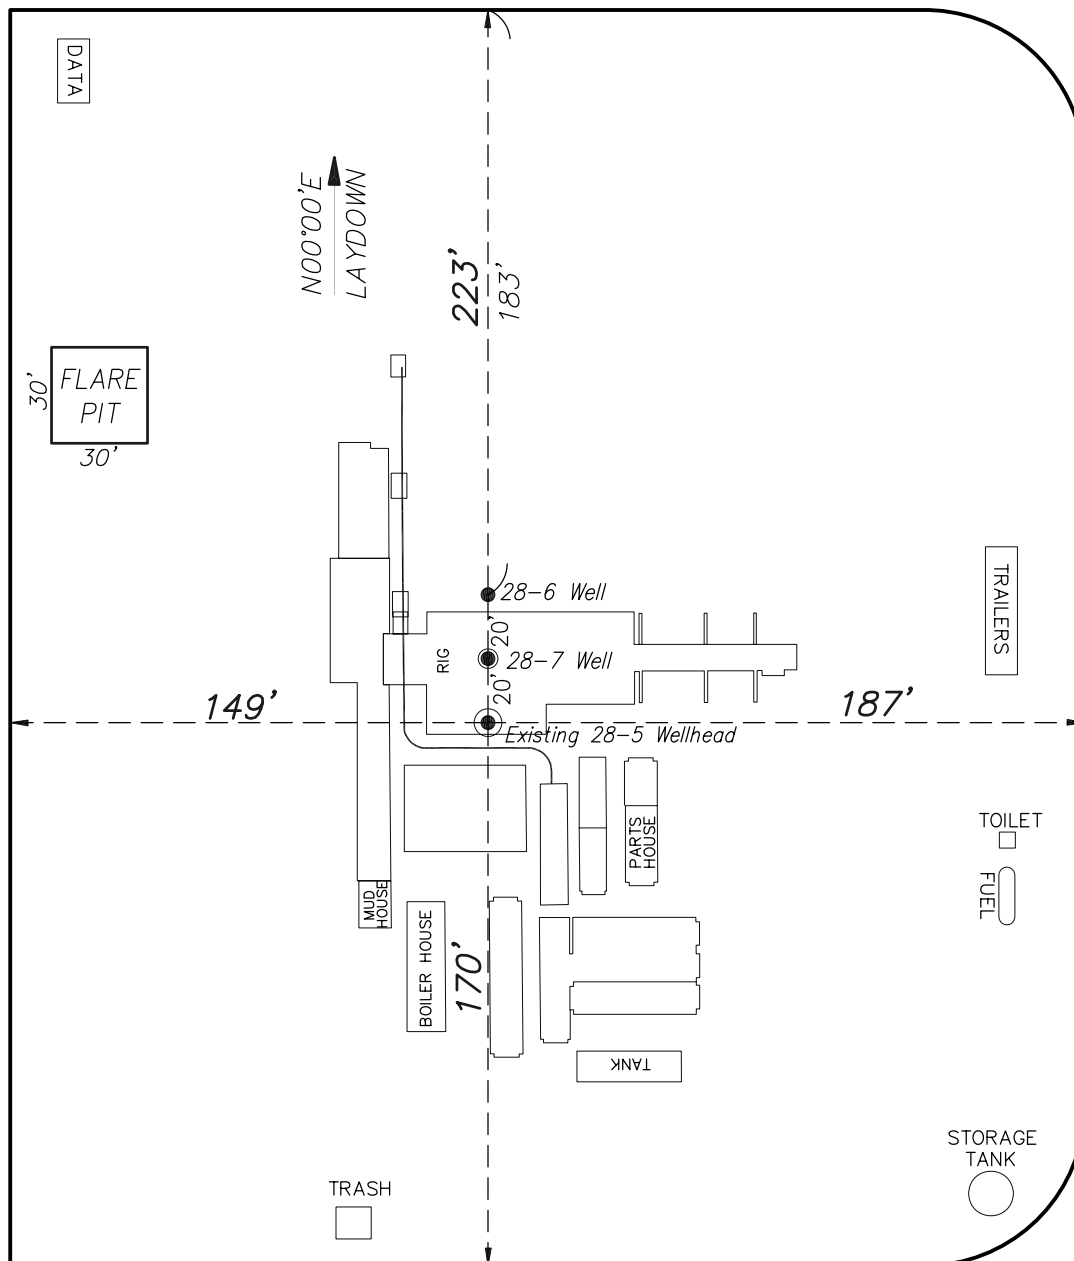 DATA
N00°00'E
LAYDOWN
223'
183'
30'
FLARE
PIT
30'
28-6 Well
20'
RIG
28-7 Well
TRAILERS
20'
149'
187'
Existing 28-5 Wellhead
PARTS
HOUSE
TOILET
FUEL
MUD
HOUSE
BOILER HOUSE
170'
TANK
STORAGE
TANK
TRASH